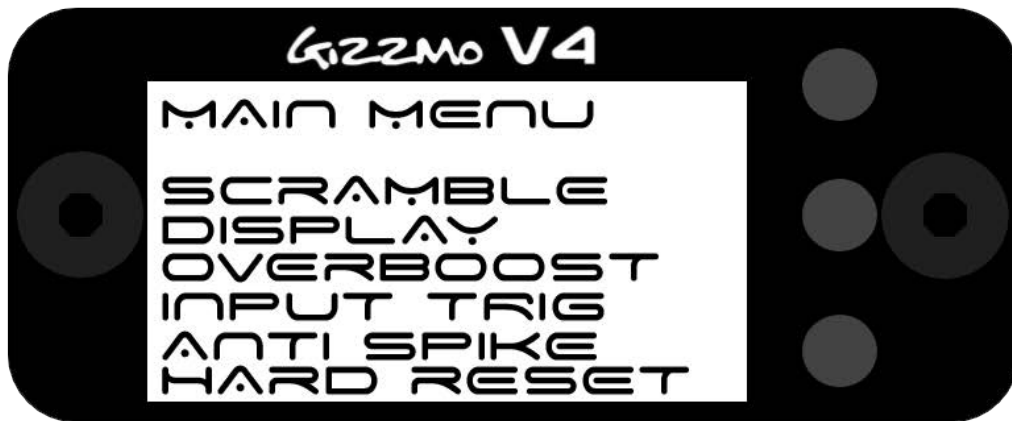 GizzMo V4
MAIN MENU
SCRAMBLE
DISPLAY
OVERBOOST
INPUT TRIG
ANTI SPIKE
HARD RESET